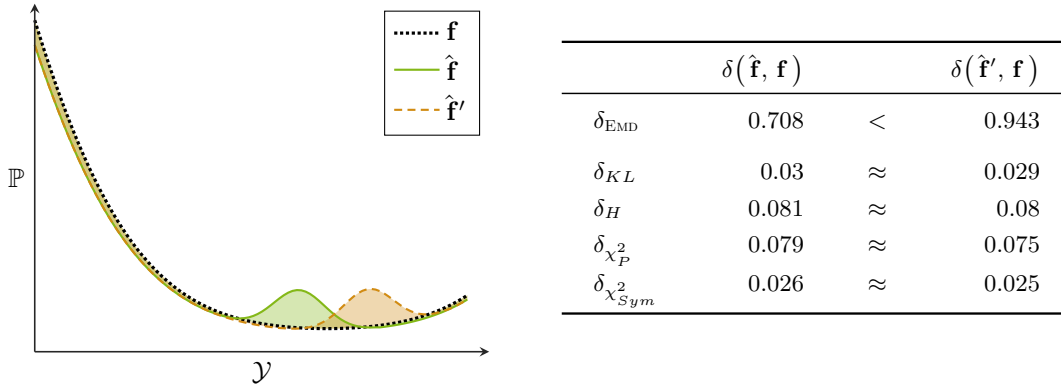 f
f̂
f̂′
ℙ
𝒴
δ(f̂, f) δ(f̂′, f)
δ_EMD 0.708 < 0.943
δ_KL 0.03 ≈ 0.029
δ_H 0.081 ≈ 0.08
δ_χ²_P 0.079 ≈ 0.075
δ_χ²_Sym 0.026 ≈ 0.025